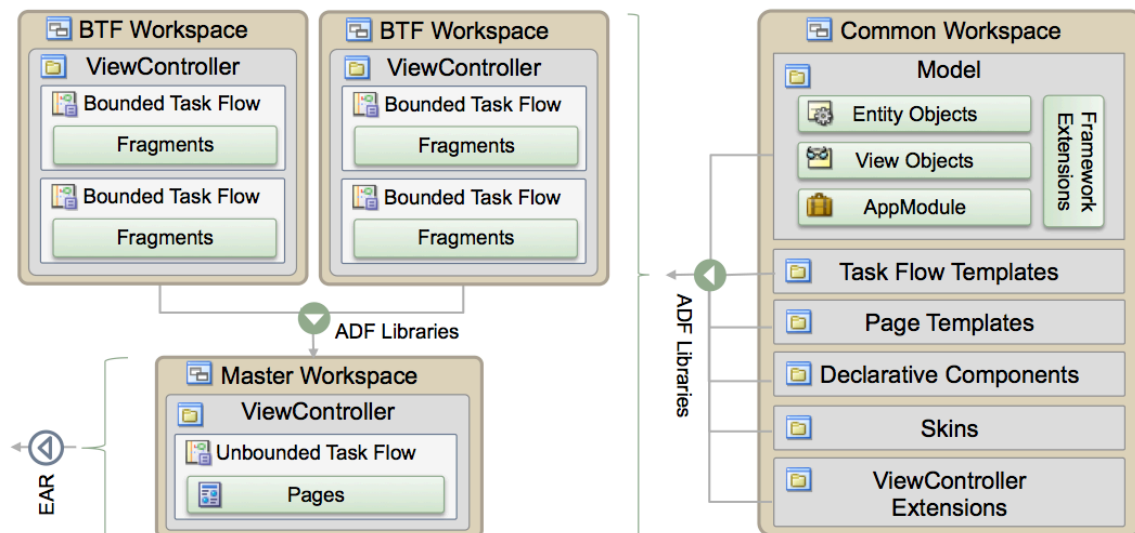 BTF Workspace
ViewController
Bounded Task Flow
Fragments
Bounded Task Flow
Fragments
BTF Workspace
ViewController
Bounded Task Flow
Fragments
Bounded Task Flow
Fragments
ADF Libraries
Master Workspace
ViewController
Unbounded Task Flow
Pages
EAR
ADF Libraries
Common Workspace
Model
Entity Objects
View Objects
AppModule
Framework
Extensions
Task Flow Templates
Page Templates
Declarative Components
Skins
ViewController
Extensions